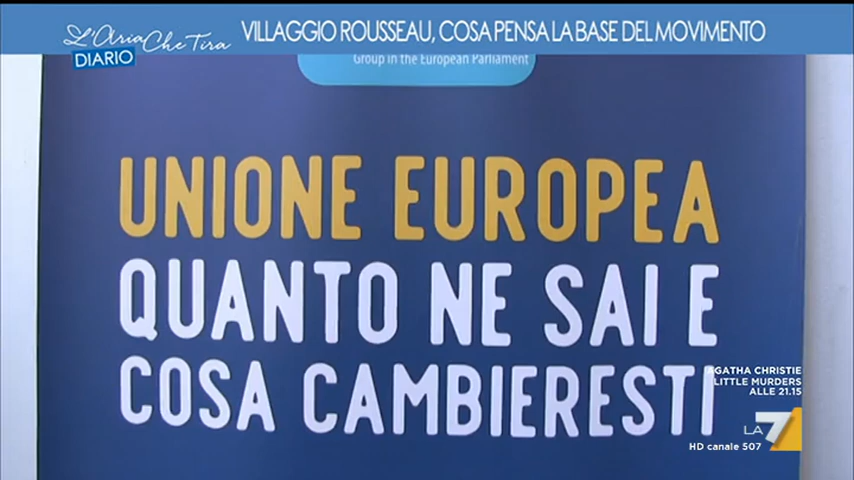 L'Aria Che Tira
DIARIO
VILLAGGIO ROUSSEAU, COSA PENSA LA BASE DEL MOVIMENTO
Group in the European Parliament
UNIONE EUROPEA
QUANTO NE SAI E
COSA CAMBIERESTI
AGATHA CHRISTIE
LITTLE MURDERS
ALLE 21.15
LA 7
HD canale 507